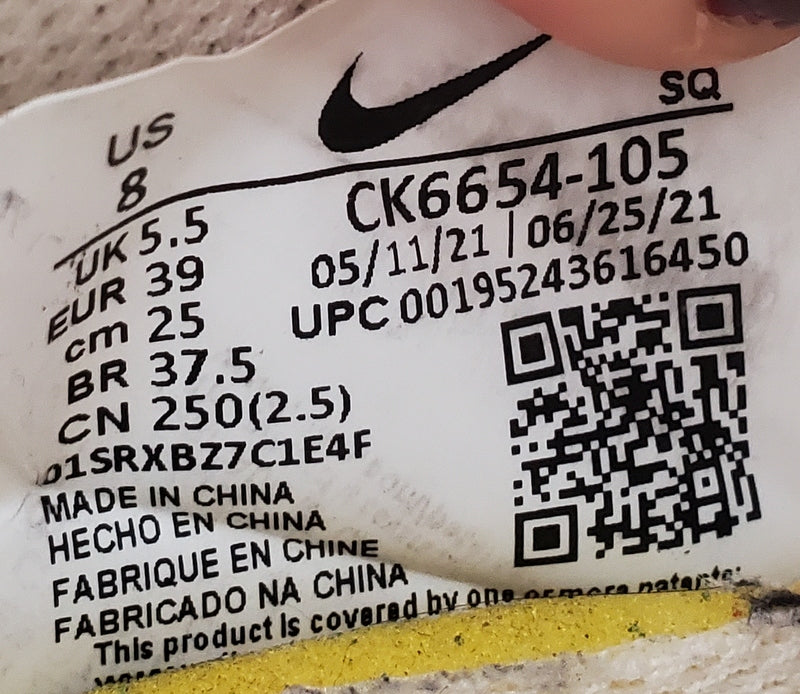 SQ
US
8
CK6654-105
UK 5.5
05/11/21 | 06/25/21
EUR 39
UPC 00195243616450
cm 25
BR 37.5
CN 250(2.5)
1SRXBZ7C1E4F
MADE IN CHINA
HECHO EN CHINA
FABRIQUE EN CHINE
FABRICADO NA CHINA
This product is covered by one or more patents.